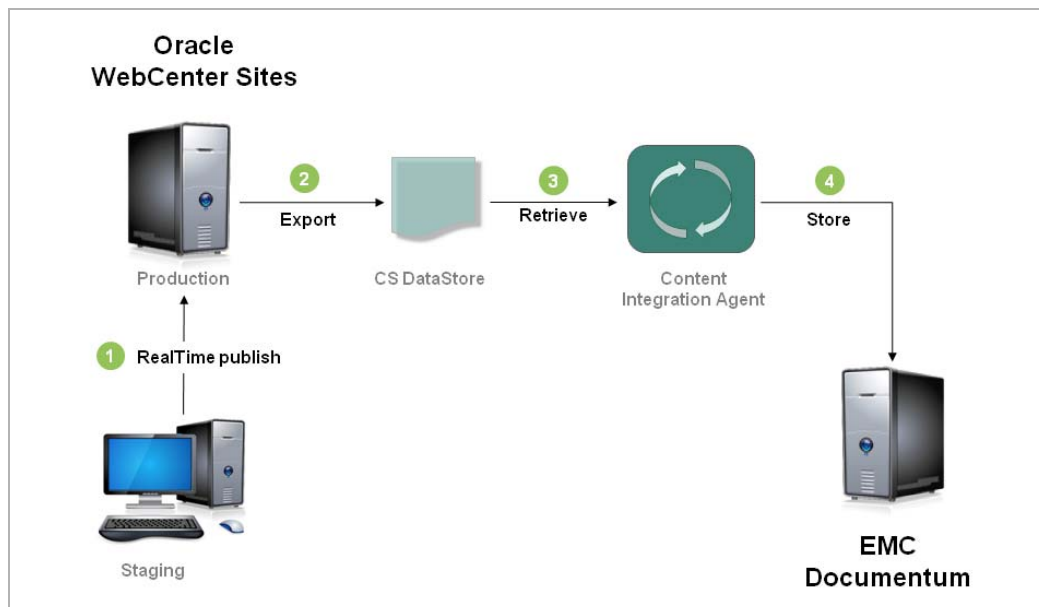 Oracle
WebCenter Sites
2
Export
3
Retrieve
4
Store
Production
CS DataStore
Content
Integration Agent
1
RealTime publish
Staging
EMC
Documentum